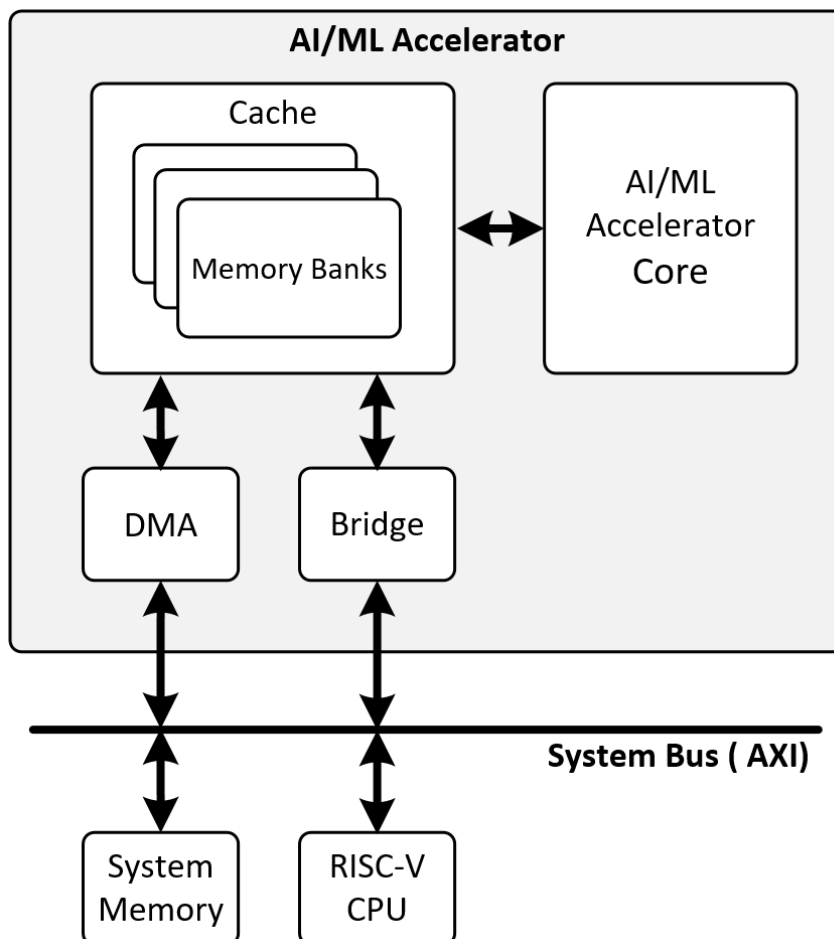 AI/ML Accelerator
Cache
Memory Banks
AI/ML
Accelerator
Core
DMA
Bridge
System Bus ( AXI)
System
Memory
RISC-V
CPU